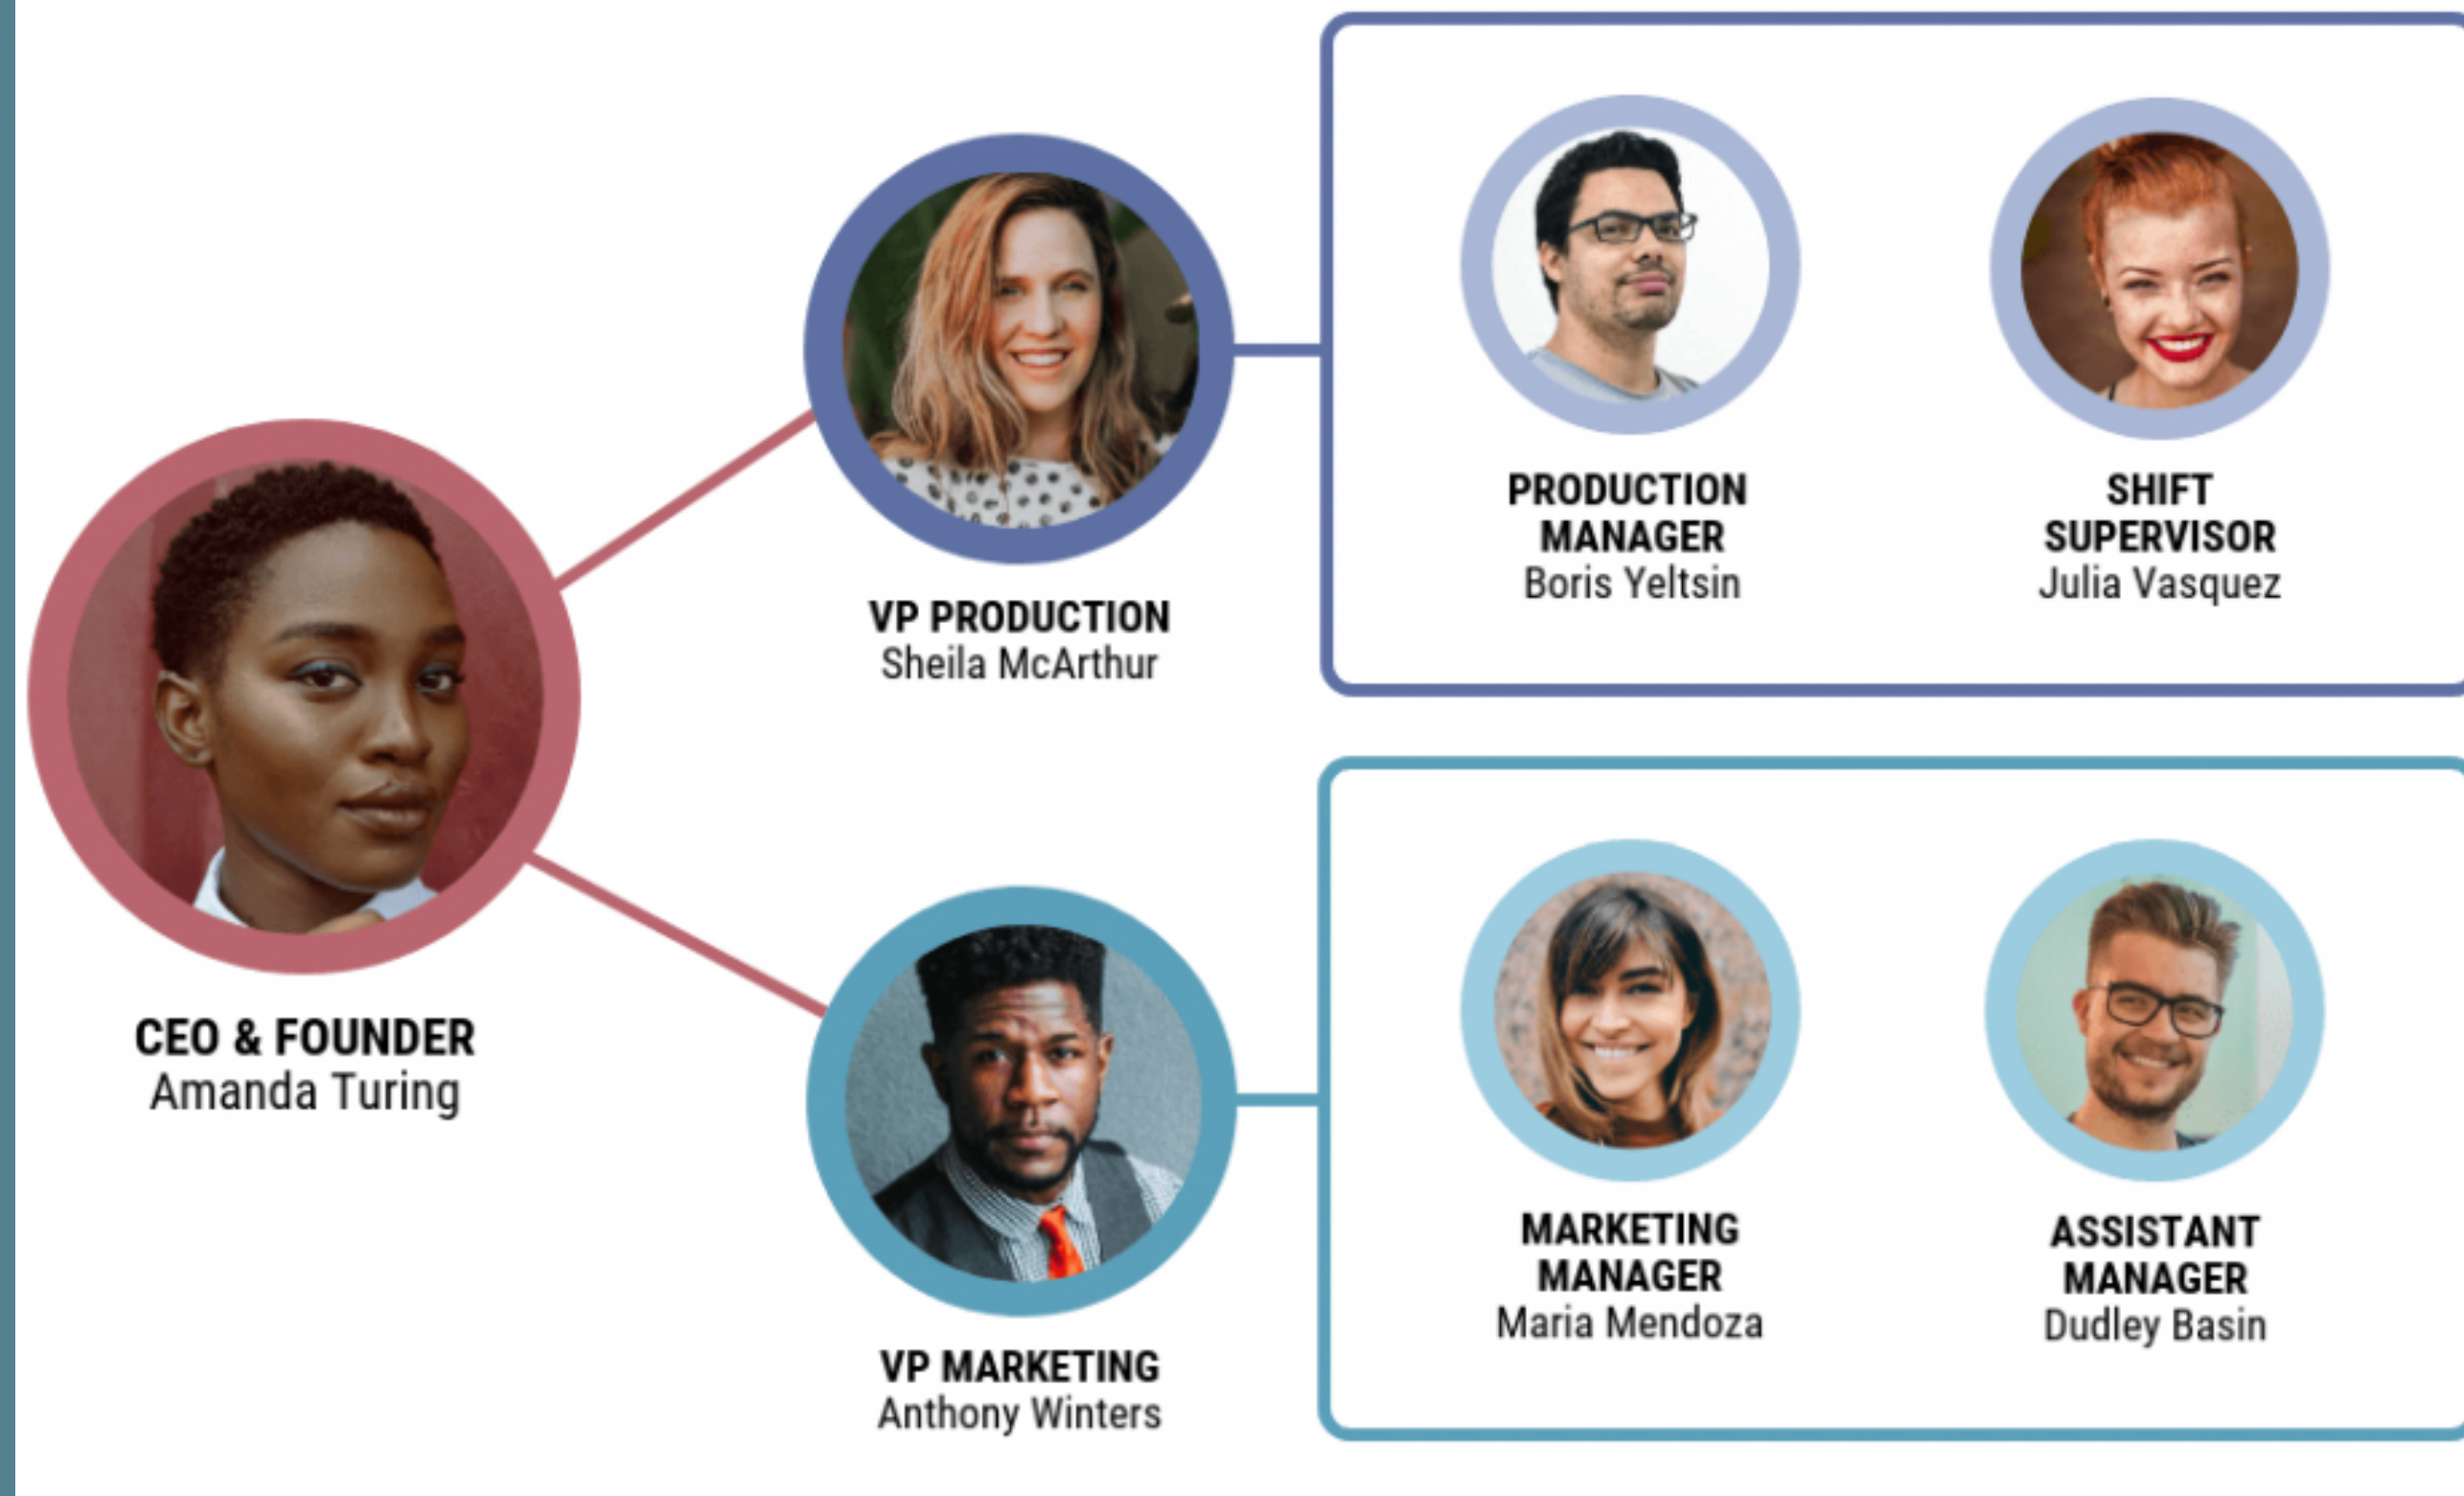 CEO & FOUNDER
Amanda Turing
VP PRODUCTION
Sheila McArthur
PRODUCTION
MANAGER
Boris Yeltsin
SHIFT
SUPERVISOR
Julia Vasquez
VP MARKETING
Anthony Winters
MARKETING
MANAGER
Maria Mendoza
ASSISTANT
MANAGER
Dudley Basin